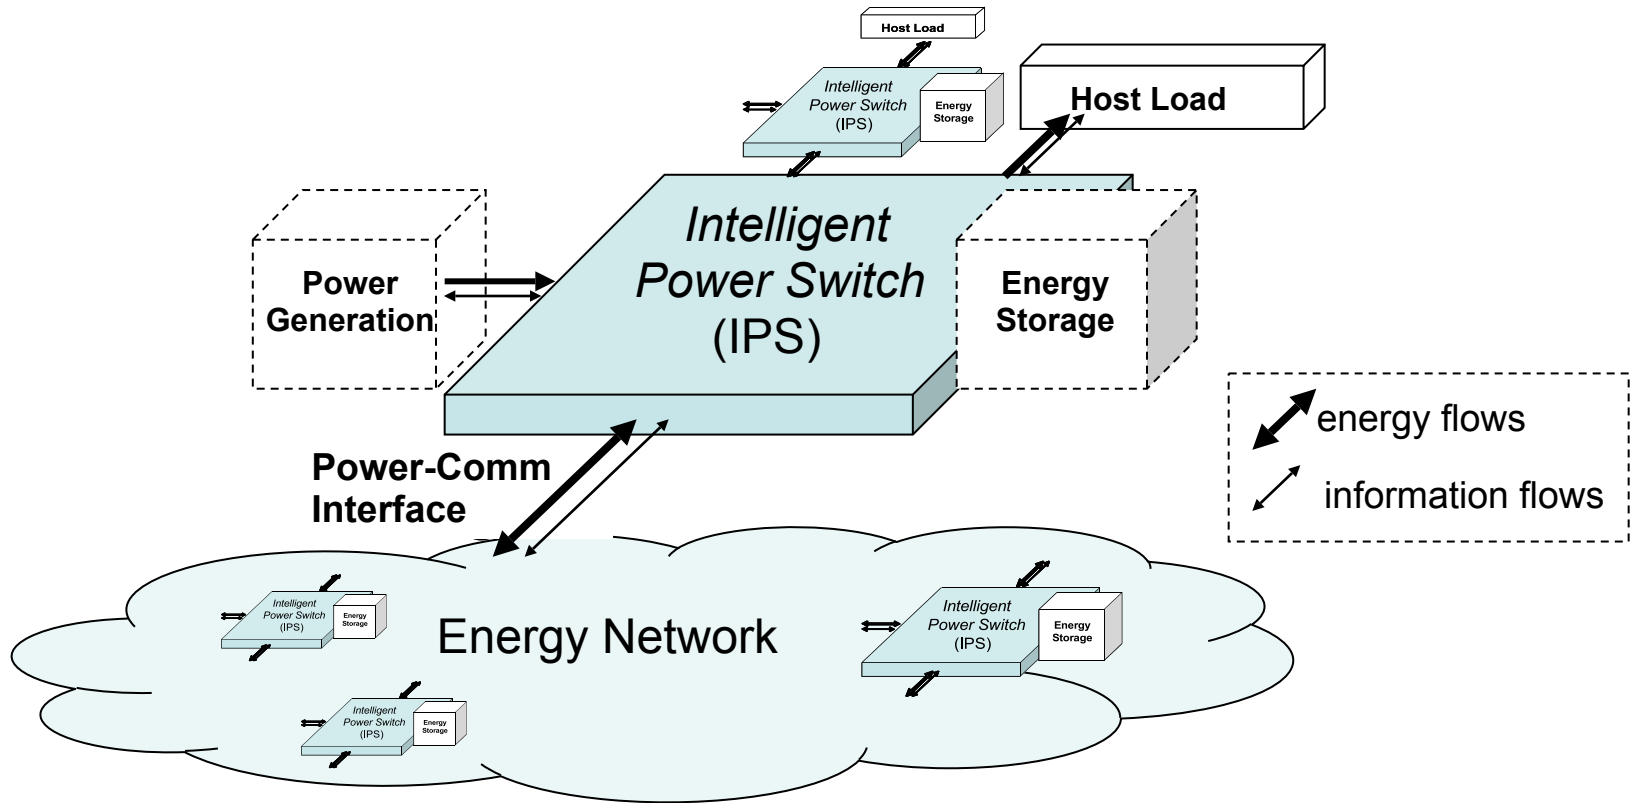 Host Load
Intelligent
Power Switch
(IPS)
Energy
Storage
Host Load
Intelligent
Power Switch
(IPS)
Power
Generation
Energy
Storage
energy flows
information flows
Power-Comm
Interface
Energy Network
Intelligent
Power Switch
(IPS)
Energy
Storage
Intelligent
Power Switch
(IPS)
Energy
Storage
Intelligent
Power Switch
(IPS)
Energy
Storage